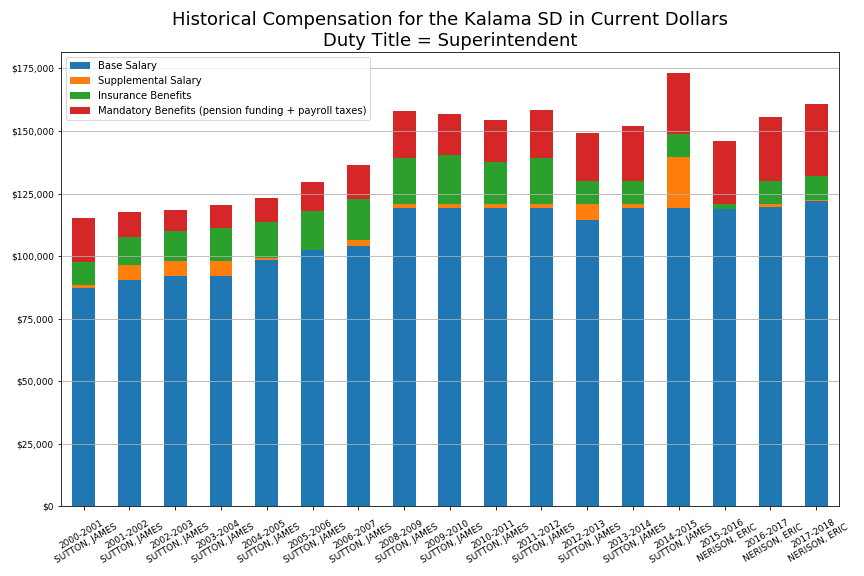 Historical Compensation for the Kalama SD in Current Dollars
Duty Title = Superintendent
Base Salary
Supplemental Salary
Insurance Benefits
Mandatory Benefits (pension funding + payroll taxes)
$175,000
$150,000
$125,000
$100,000
$75,000
$50,000
$25,000
$0
2000-2001
SUTTON, JAMES
2001-2002
SUTTON, JAMES
2002-2003
SUTTON, JAMES
2003-2004
SUTTON, JAMES
2004-2005
SUTTON, JAMES
2005-2006
SUTTON, JAMES
2006-2007
SUTTON, JAMES
2008-2009
SUTTON, JAMES
2009-2010
SUTTON, JAMES
2010-2011
SUTTON, JAMES
2011-2012
SUTTON, JAMES
2012-2013
SUTTON, JAMES
2013-2014
SUTTON, JAMES
2014-2015
SUTTON, JAMES
2015-2016
NERISON, ERIC
2016-2017
NERISON, ERIC
2017-2018
NERISON, ERIC